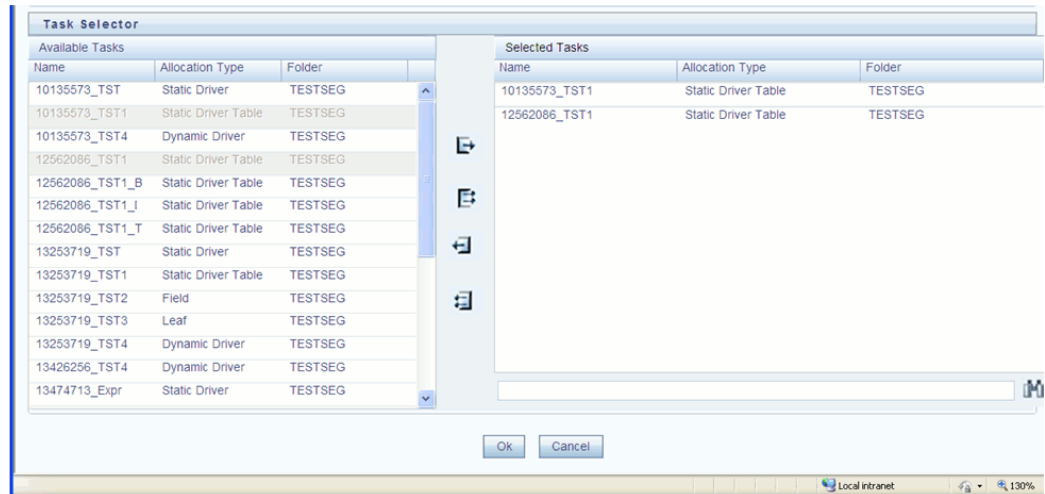 Task Selector
Available Tasks
Name Allocation Type Folder
10135573_TST Static Driver TESTSEG
10135573_TST1 Static Driver Table TESTSEG
10135573_TST4 Dynamic Driver TESTSEG
12562086_TST1 Static Driver Table TESTSEG
12562086_TST1_B Static Driver Table TESTSEG
12562086_TST1_I Static Driver Table TESTSEG
12562086_TST1_T Static Driver Table TESTSEG
13253719_TST Static Driver TESTSEG
13253719_TST1 Static Driver Table TESTSEG
13253719_TST2 Field TESTSEG
13253719_TST3 Leaf TESTSEG
13253719_TST4 Dynamic Driver TESTSEG
13426256_TST4 Dynamic Driver TESTSEG
13474713_Expr Static Driver TESTSEG
Selected Tasks
Name Allocation Type Folder
10135573_TST1 Static Driver Table TESTSEG
12562086_TST1 Static Driver Table TESTSEG
Ok Cancel
Local intranet 130%